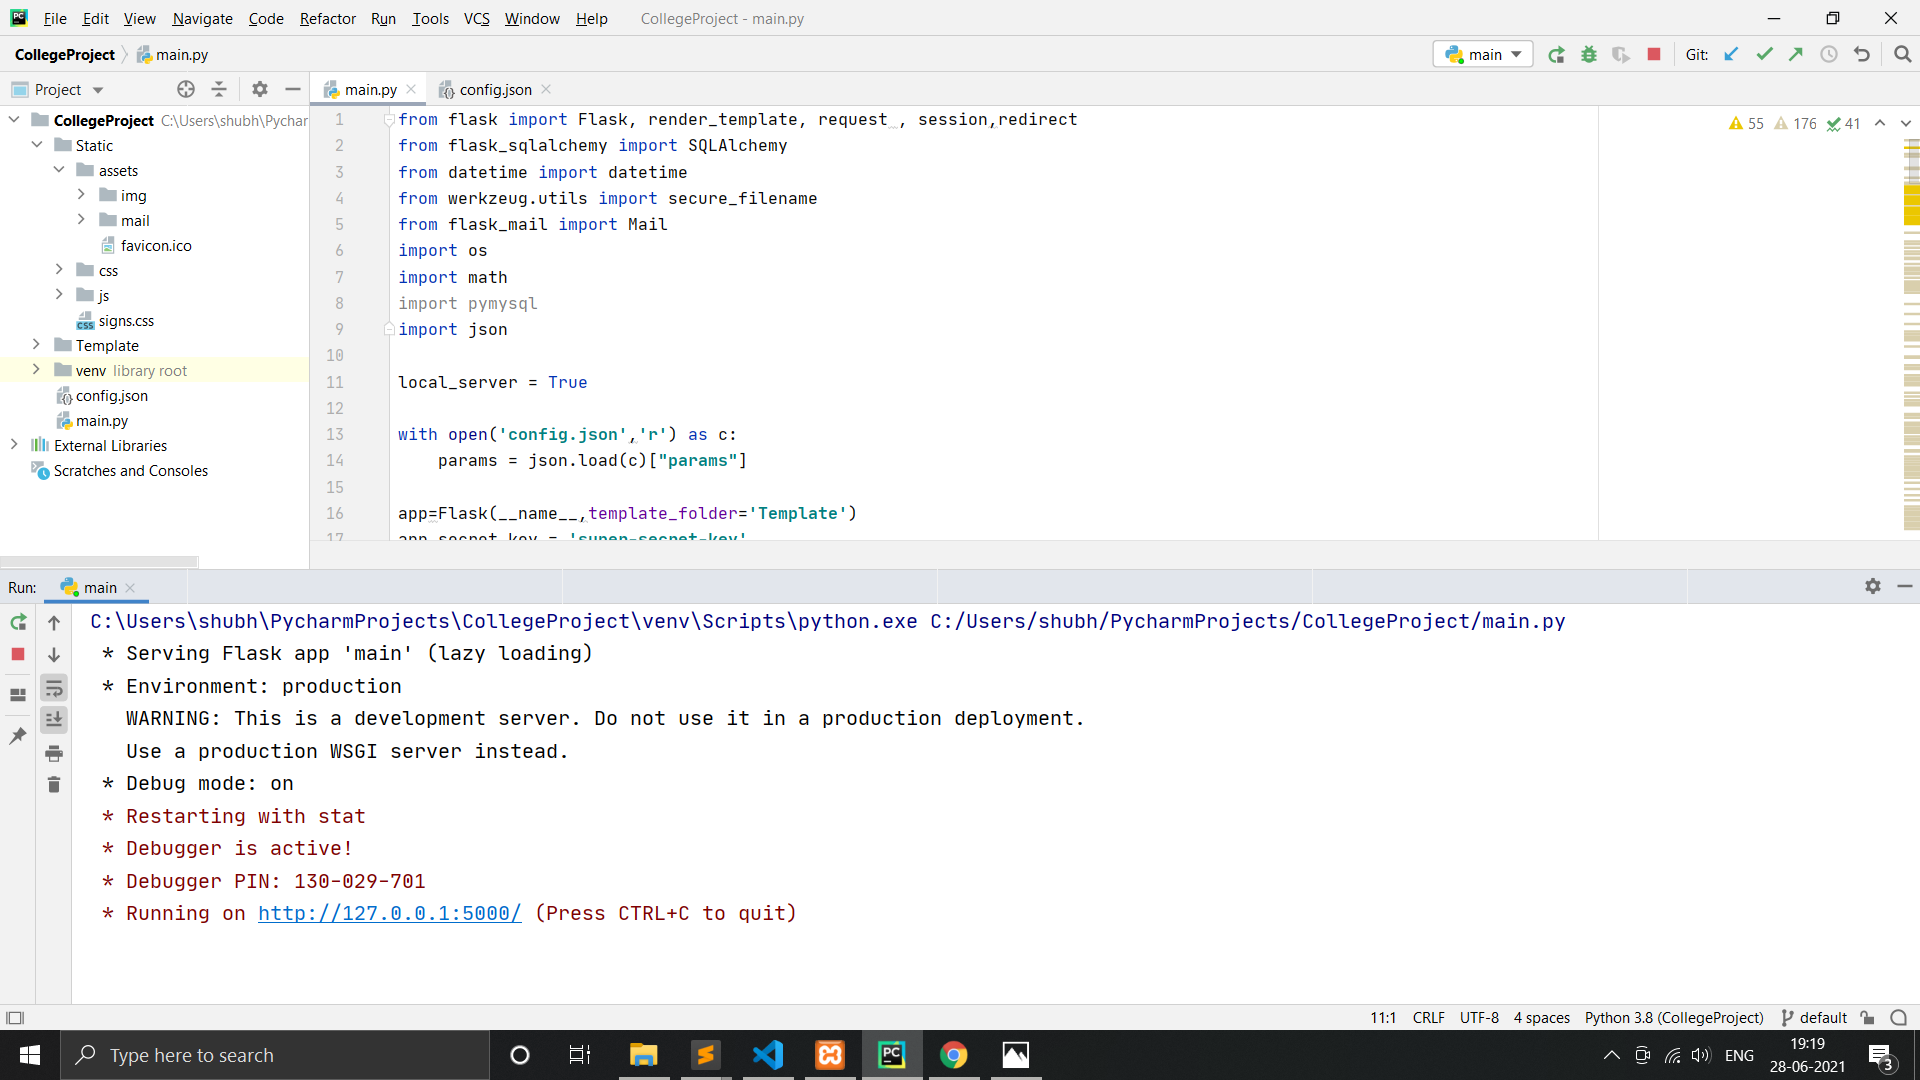 File Edit View Navigate Code Refactor Run Tools VCS Window Help CollegeProject - main.py
CollegeProject main.py main Git:
Project main.py config.json
CollegeProject C:\Users\shubh\Pychar
Static
assets
img
mail
favicon.ico
css
js
signs.css
Template
venv library root
config.json
main.py
External Libraries
Scratches and Consoles
55 176 41
1 from flask import Flask, render_template, request , session,redirect
2 from flask_sqlalchemy import SQLAlchemy
3 from datetime import datetime
4 from werkzeug.utils import secure_filename
5 from flask_mail import Mail
6 import os
7 import math
8 import pymysql
9 import json
10
11 local_server = True
12
13 with open('config.json','r') as c:
14 params = json.load(c)["params"]
15
16 app=Flask(__name__,template_folder='Template')
17 app.secret_key = 'super-secret-key'
Run: main
C:\Users\shubh\PycharmProjects\CollegeProject\venv\Scripts\python.exe C:/Users/shubh/PycharmProjects/CollegeProject/main.py
* Serving Flask app 'main' (lazy loading)
* Environment: production
WARNING: This is a development server. Do not use it in a production deployment.
Use a production WSGI server instead.
* Debug mode: on
* Restarting with stat
* Debugger is active!
* Debugger PIN: 130-029-701
* Running on http://127.0.0.1:5000/ (Press CTRL+C to quit)
11:1 CRLF UTF-8 4 spaces Python 3.8 (CollegeProject) default
Type here to search
ENG
19:19
28-06-2021
3